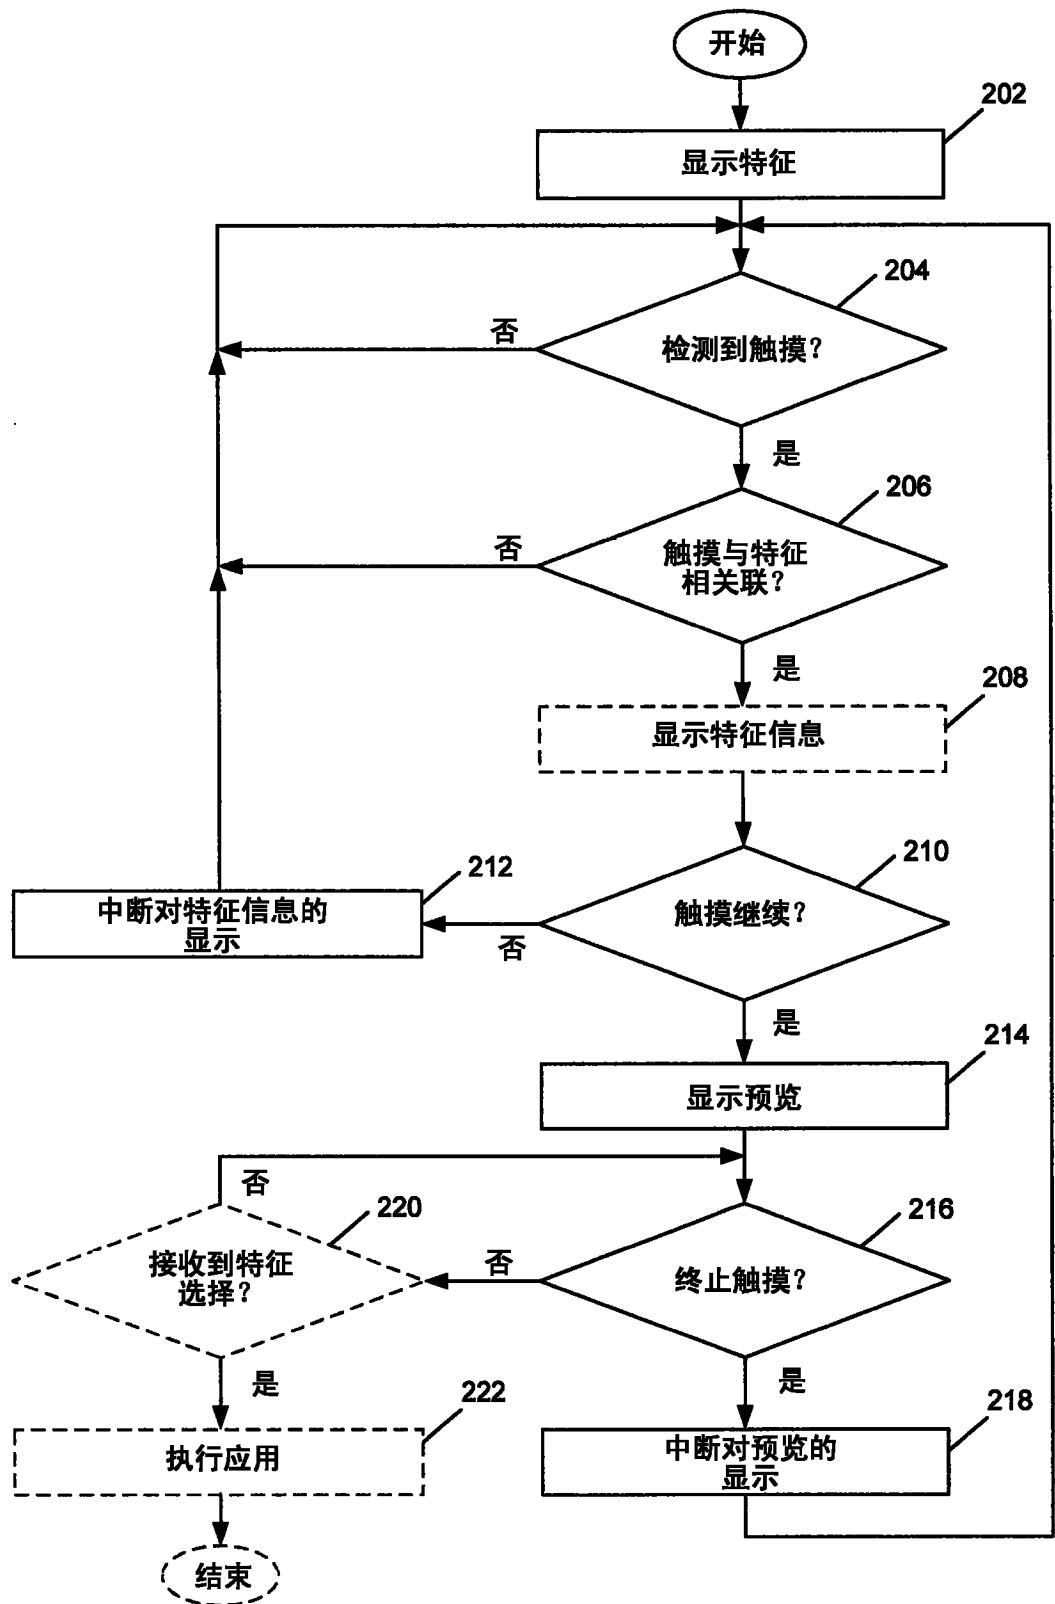 开始
202
显示特征
204
否
检测到触摸?
是
206
否
触摸与特征
相关联?
是
208
显示特征信息
210
212
触摸继续?
中断对特征信息的
显示
否
是
214
显示预览
否
220
216
接收到特征
选择?
否
终止触摸?
是
是
222
218
执行应用
中断对预览的
显示
结束